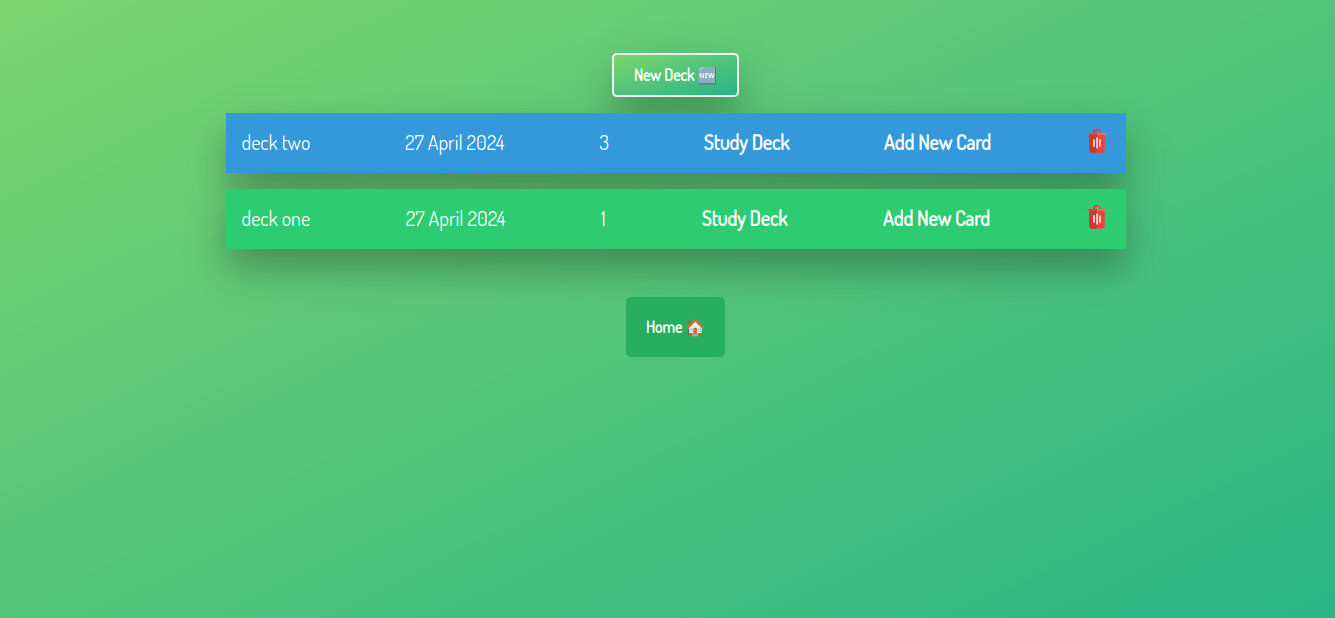 New Deck 🆕
deck two 27 April 2024 3 Study Deck Add New Card
deck one 27 April 2024 1 Study Deck Add New Card
Home